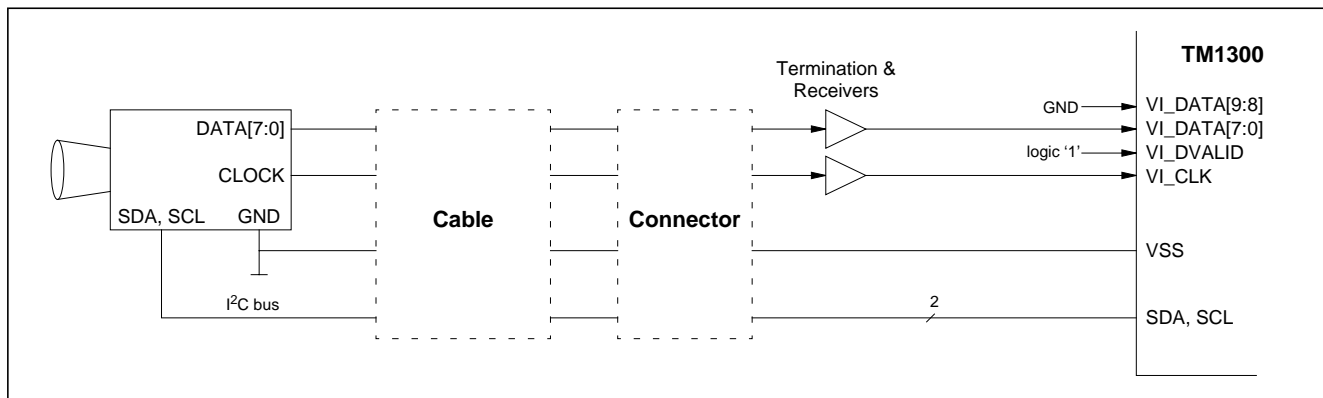 TM1300
Termination &
Receivers
GND
VI_DATA[9:8]
DATA[7:0]
VI_DATA[7:0]
logic ‘1’
VI_DVALID
CLOCK
VI_CLK
SDA, SCL
GND
Cable
Connector
VSS
I²C bus
2
SDA, SCL